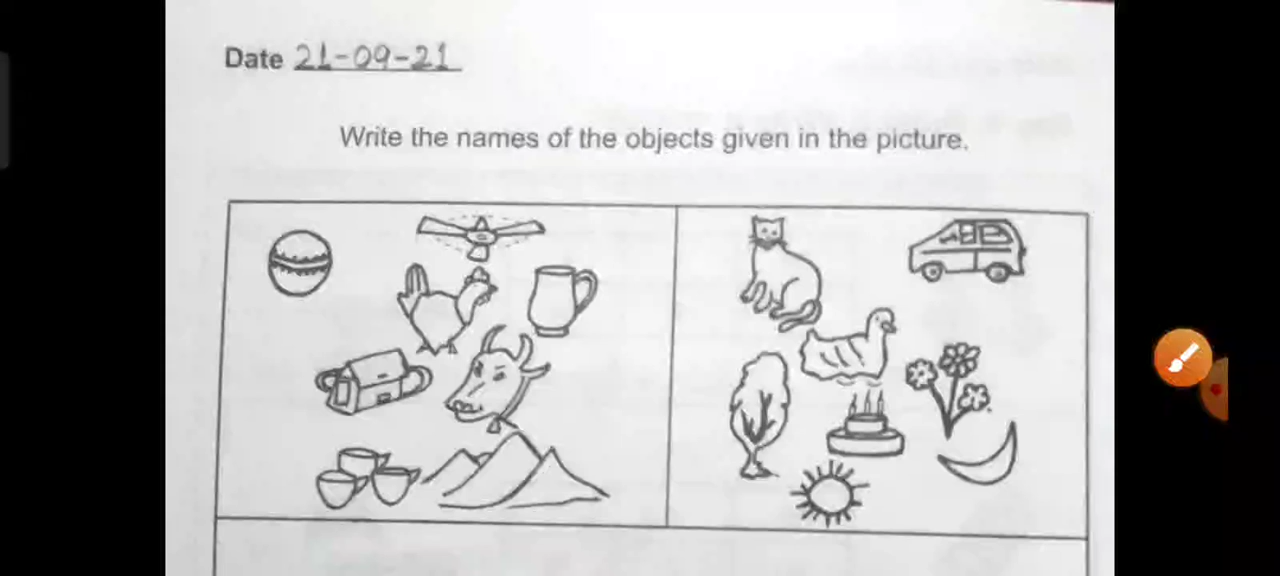 Date 21-09-21
Write the names of the objects given in the picture.